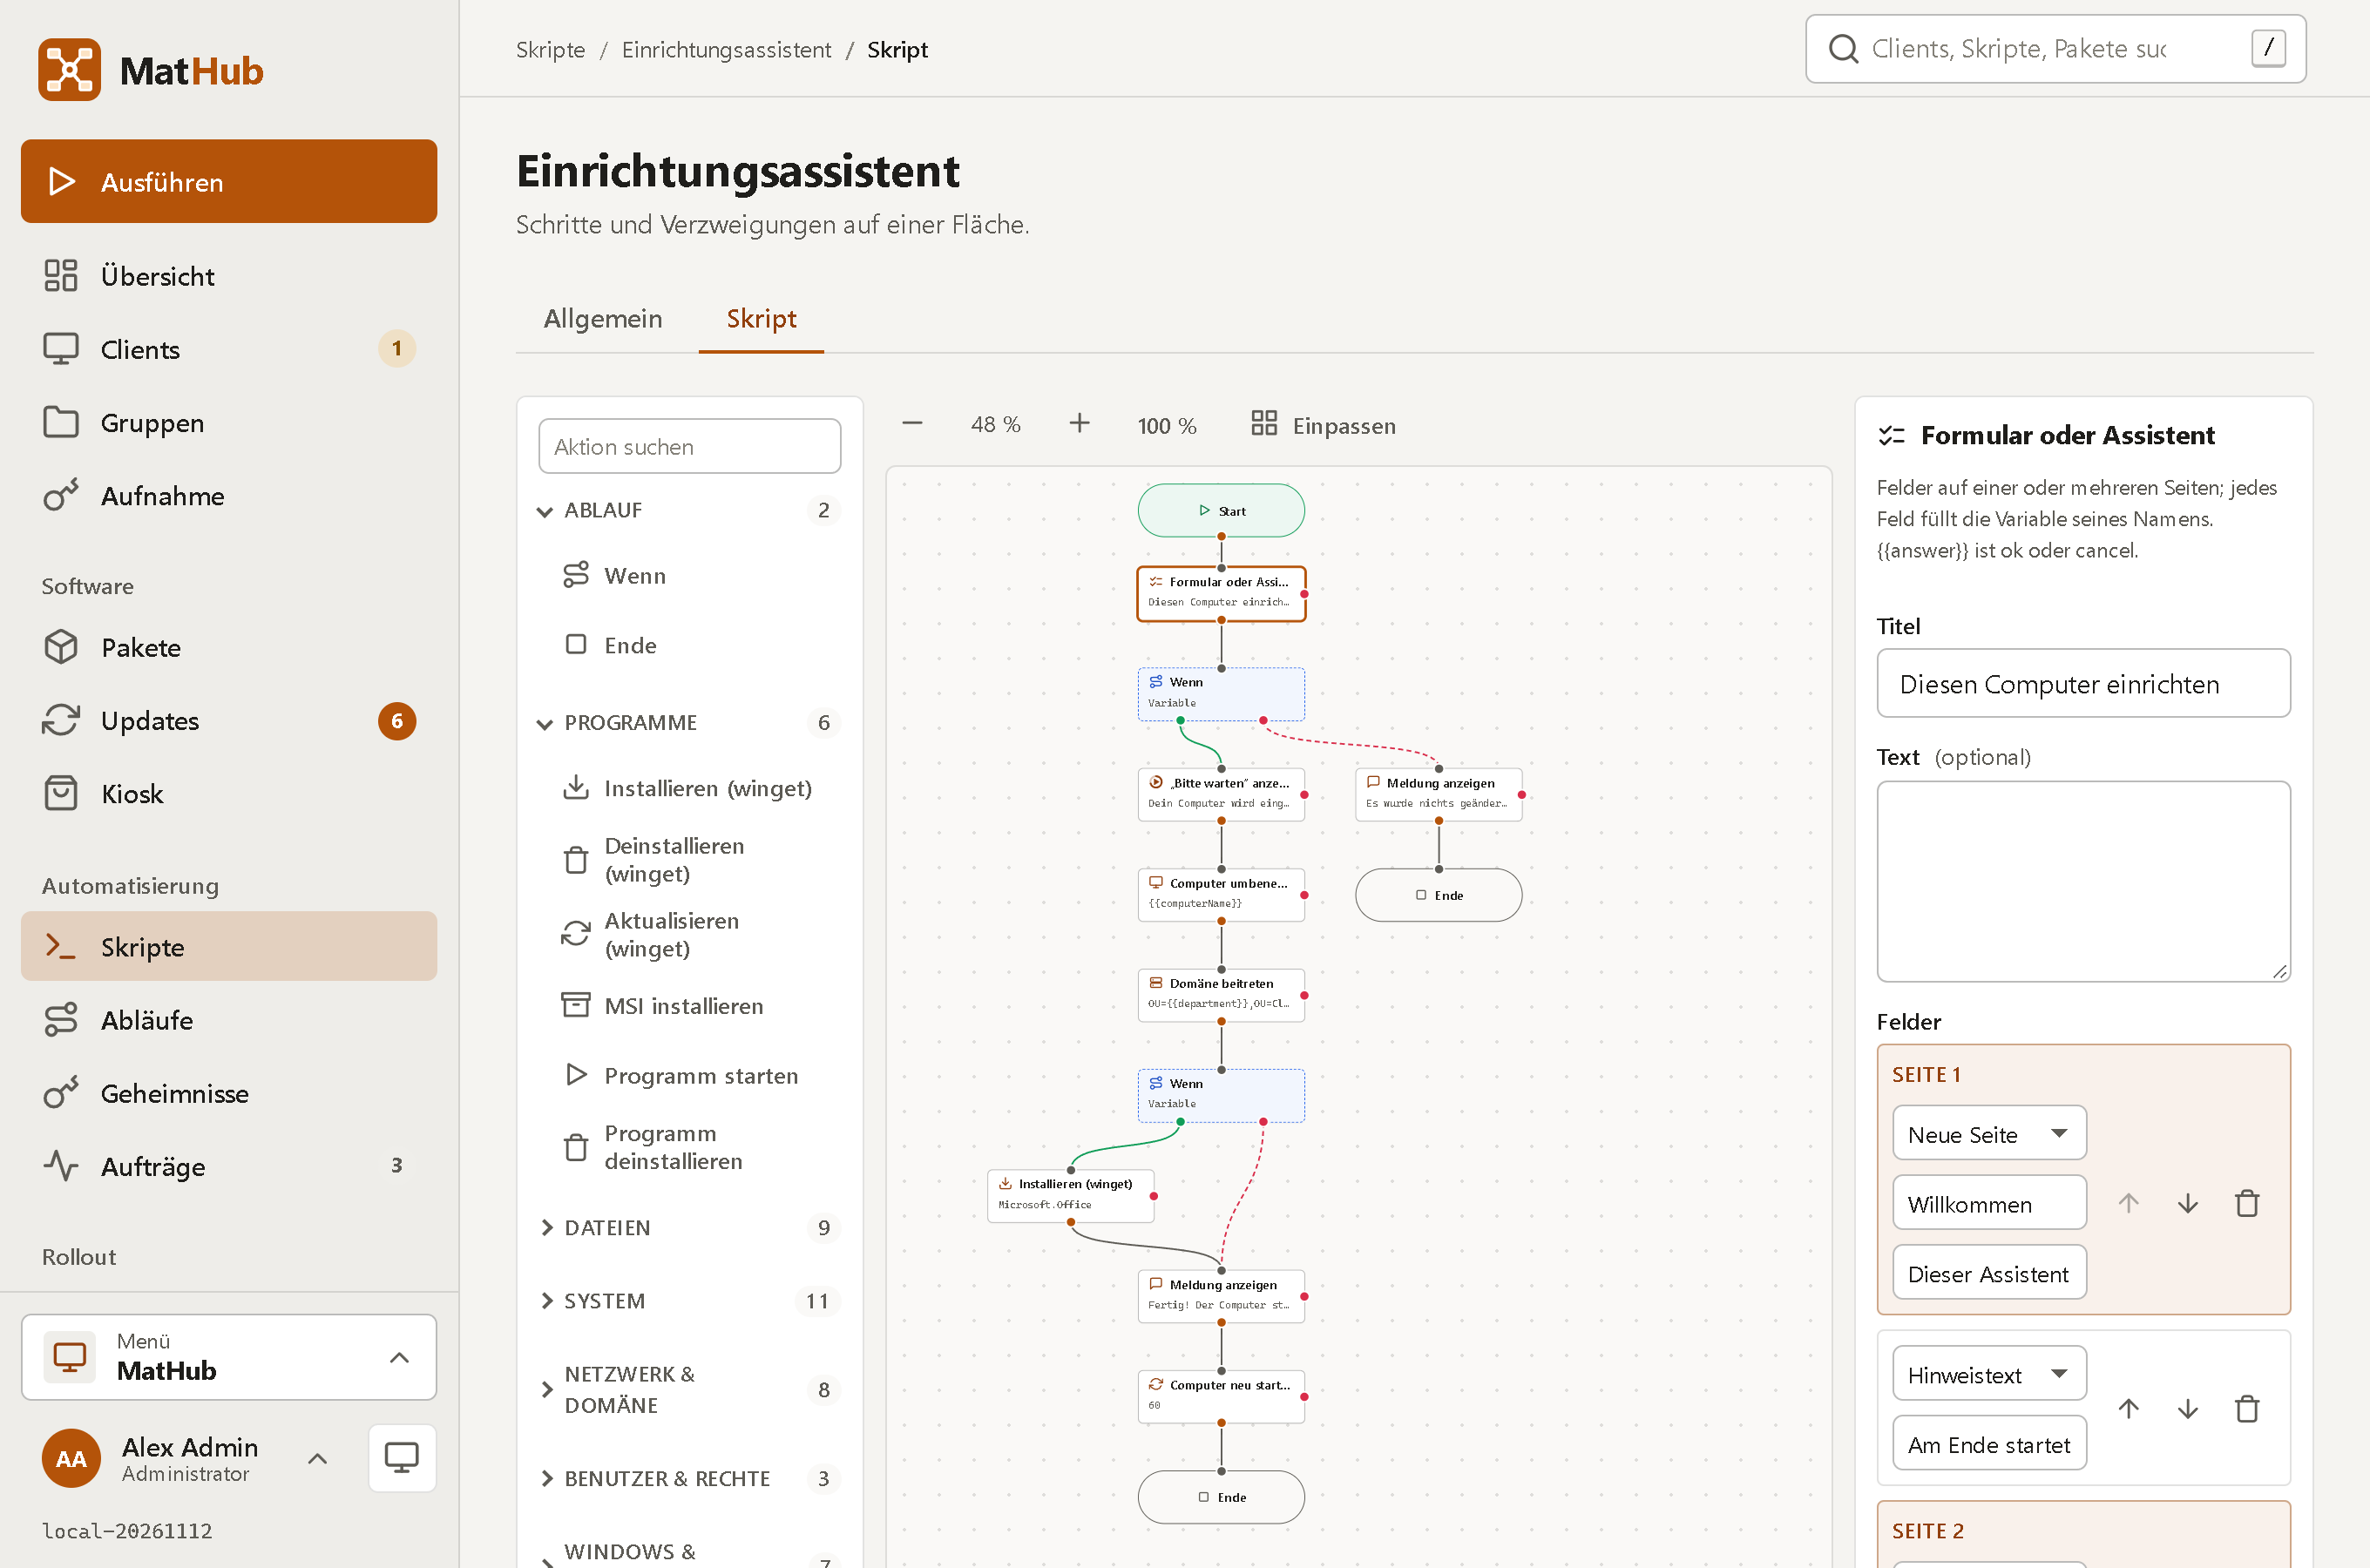 MatHub
Ausführen
Übersicht
Clients 1
Gruppen
Aufnahme
Software
Pakete
Updates 6
Kiosk
Automatisierung
Skripte
Abläufe
Geheimnisse
Aufträge 3
Rollout
Menü
MatHub
AA
Alex Admin
Administrator
local-20261112
Skripte / Einrichtungsassistent / Skript
Clients, Skripte, Pakete suc /
Einrichtungsassistent
Schritte und Verzweigungen auf einer Fläche.
Allgemein Skript
Aktion suchen
ABLAUF 2
Wenn
Ende
PROGRAMME 6
Installieren (winget)
Deinstallieren
(winget)
Aktualisieren
(winget)
MSI installieren
Programm starten
Programm
deinstallieren
DATEIEN 9
SYSTEM 11
NETZWERK &
DOMÄNE 8
BENUTZER & RECHTE 3
WINDOWS & 7
48 % 100 % Einpassen
Start
Formular oder Assi…
Diesen Computer einrich…
Wenn
Variable
„Bitte warten“ anze…
Dein Computer wird eing…
Meldung anzeigen
Es wurde nichts geänder…
Computer umbene…
{{computerName}}
Ende
Domäne beitreten
OU={{department}},OU=Cl…
Wenn
Variable
Installieren (winget)
Microsoft.Office
Meldung anzeigen
Fertig! Der Computer st…
Computer neu start…
60
Ende
Formular oder Assistent
Felder auf einer oder mehreren Seiten; jedes
Feld füllt die Variable seines Namens.
{{answer}} ist ok oder cancel.
Titel
Diesen Computer einrichten
Text (optional)
Felder
SEITE 1
Neue Seite
Willkommen
Dieser Assistent
Hinweistext
Am Ende startet
SEITE 2